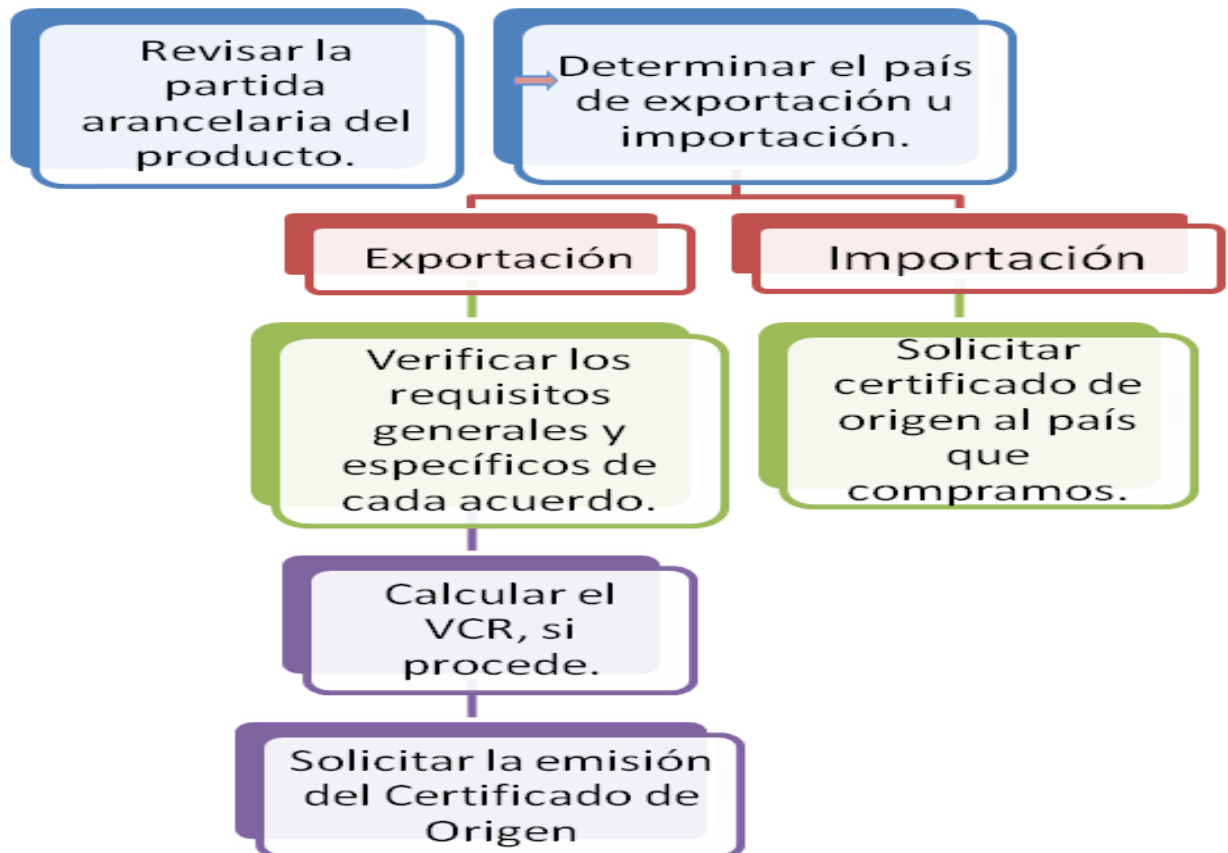 Revisar la
partida
arancelaria del
producto.
Determinar el país
de exportación u
importación.
Exportación
Importación
Verificar los
requisitos
generales y
específicos de
cada acuerdo.
Solicitar
certificado de
origen al país
que
compramos.
Calcular el
VCR, si
procede.
Solicitar la emisión
del Certificado de
Origen